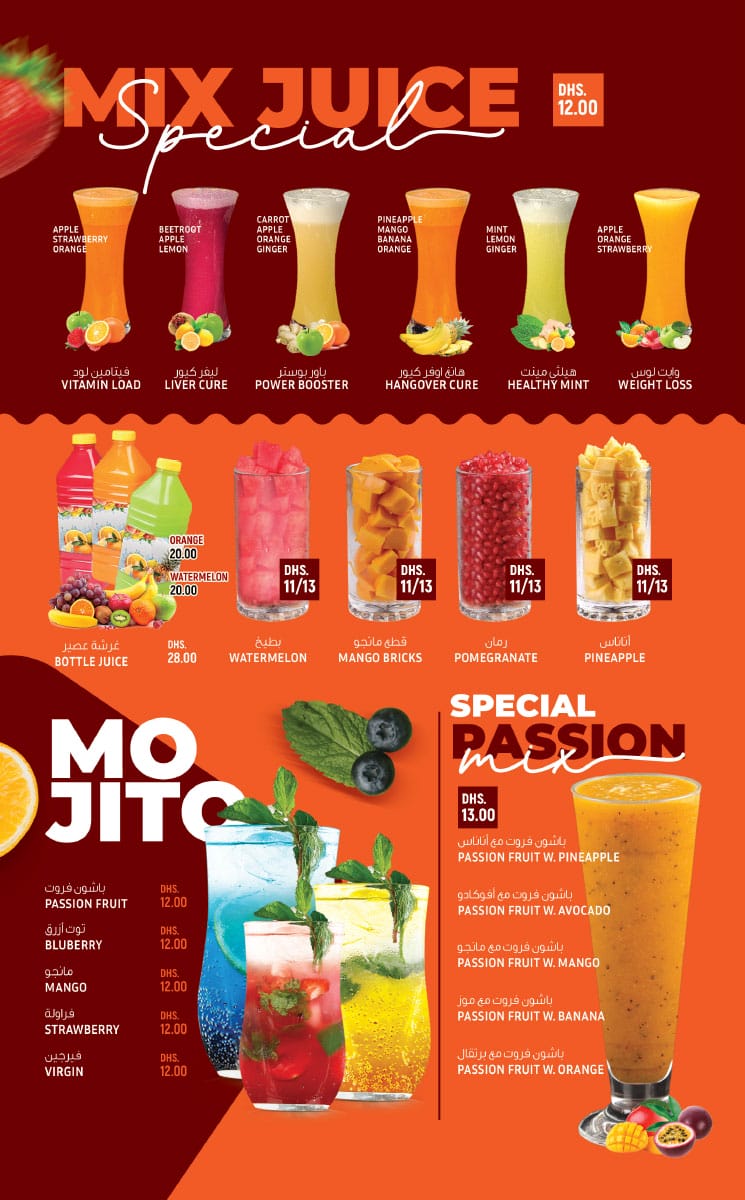 MIX JUICE
Special
DHS.
12.00
APPLE
STRAWBERRY
ORANGE
فيتامين لود
VITAMIN LOAD
BEETROOT
APPLE
LEMON
ليفر كيور
LIVER CURE
CARROT
APPLE
ORANGE
GINGER
باور بوستر
POWER BOOSTER
PINEAPPLE
MANGO
BANANA
ORANGE
هانغ اوفر كيور
HANGOVER CURE
MINT
LEMON
GINGER
هيلثي مينت
HEALTHY MINT
APPLE
ORANGE
STRAWBERRY
وايت لوس
WEIGHT LOSS
ORANGE
20.00
WATERMELON
20.00
غرشة عصير
BOTTLE JUICE
DHS.
28.00
DHS.
11/13
بطيخ
WATERMELON
DHS.
11/13
قطع مانجو
MANGO BRICKS
DHS.
11/13
رمان
POMEGRANATE
DHS.
11/13
أناناس
PINEAPPLE
MO
JITO
باشون فروت
PASSION FRUIT
DHS.
12.00
توت أزرق
BLUBERRY
DHS.
12.00
مانجو
MANGO
DHS.
12.00
فراولة
STRAWBERRY
DHS.
12.00
فيرجين
VIRGIN
DHS.
12.00
SPECIAL
PASSION
mix
DHS.
13.00
باشون فروت مع أناناس
PASSION FRUIT W. PINEAPPLE
باشون فروت مع أفوكادو
PASSION FRUIT W. AVOCADO
باشون فروت مع مانجو
PASSION FRUIT W. MANGO
باشون فروت مع موز
PASSION FRUIT W. BANANA
باشون فروت مع برتقال
PASSION FRUIT W. ORANGE